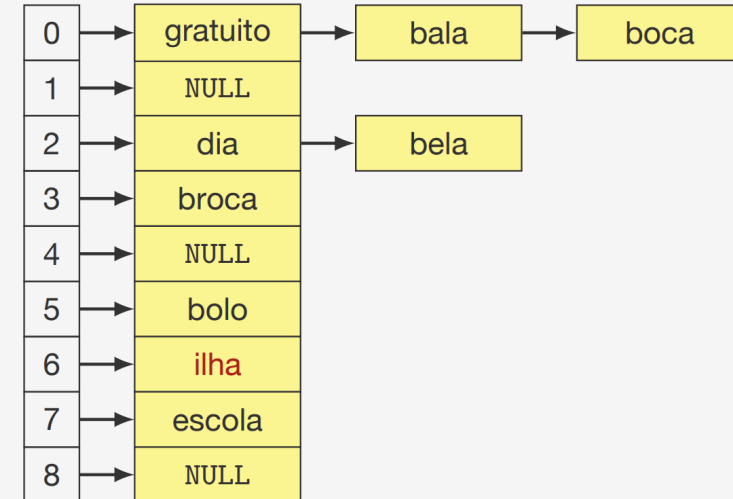 0 gratuito bala boca
1 NULL
2 dia bela
3 broca
4 NULL
5 bolo
6 ilha
7 escola
8 NULL